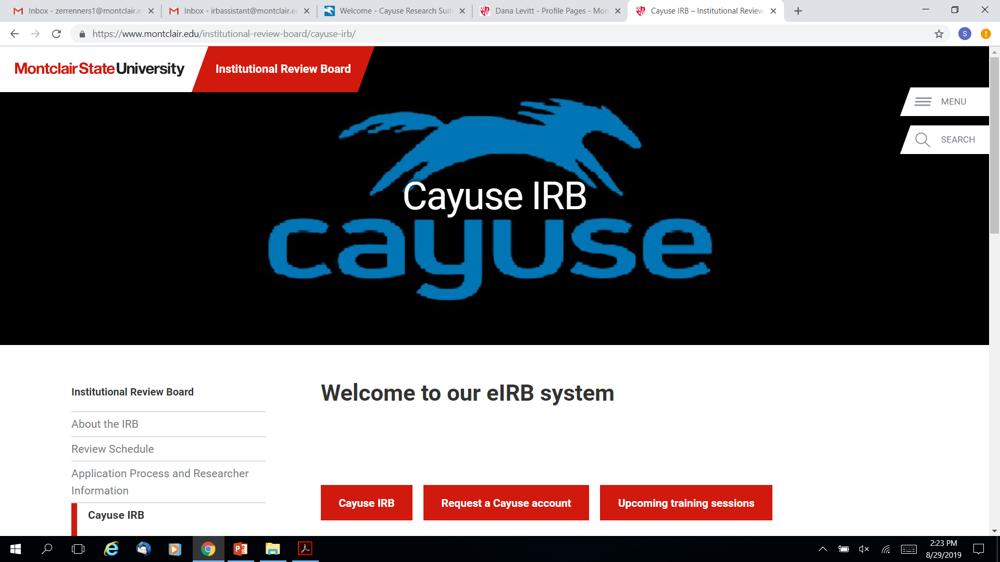 Inbox - zerrenners1@montclair.e
Inbox - irbassistant@montclair.ec
Welcome - Cayuse Research Suite
Dana Levitt - Profile Pages - Mon
Cayuse IRB – Institutional Review
https://www.montclair.edu/institutional-review-board/cayuse-irb/
S
Montclair State University
Institutional Review Board
MENU
SEARCH
Cayuse IRB
cayuse
Institutional Review Board
About the IRB
Review Schedule
Application Process and Researcher
Information
Cayuse IRB
Welcome to our eIRB system
Cayuse IRB
Request a Cayuse account
Upcoming training sessions
2:23 PM
8/29/2019